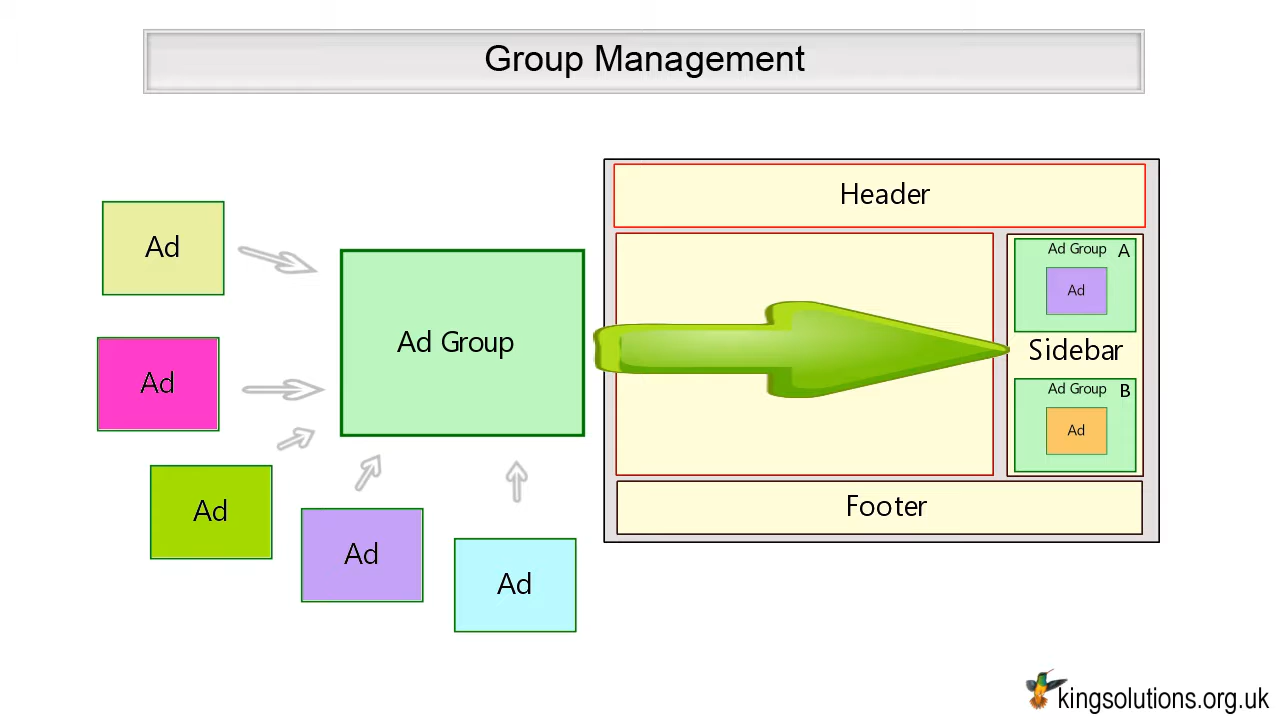 Group Management
Ad
Ad
Ad
Ad
Ad
Ad Group
Header
Ad Group A
Ad
Sidebar
Ad Group B
Ad
Footer
kingsolutions.org.uk